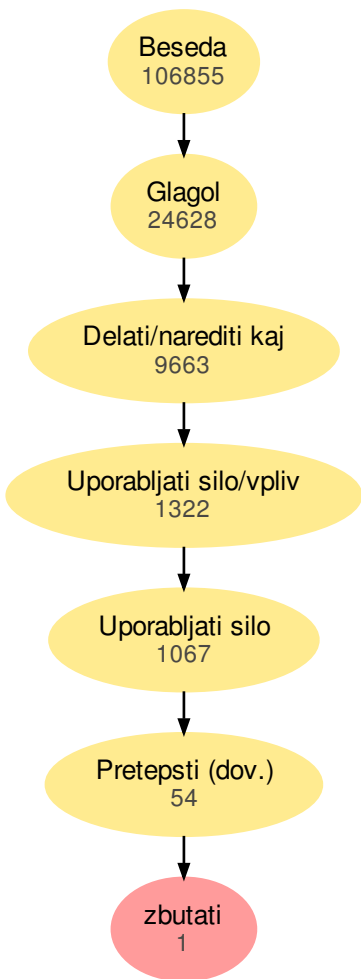 Beseda
106855
Glagol
24628
Delati/narediti kaj
9663
Uporabljati silo/vpliv
1322
Uporabljati silo
1067
Pretepsti (dov.)
54
zbutati
1